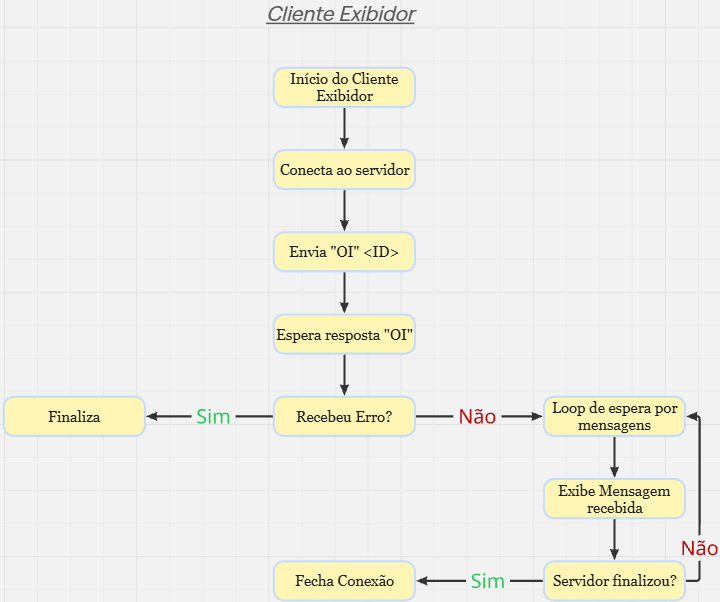 Cliente Exibidor
Início do Cliente
Exibidor
Conecta ao servidor
Envia "OI" <ID>
Espera resposta "OI"
Finaliza
Sim
Recebeu Erro?
Não
Loop de espera por
mensagens
Exibe Mensagem
recebida
Não
Fecha Conexão
Sim
Servidor finalizou?